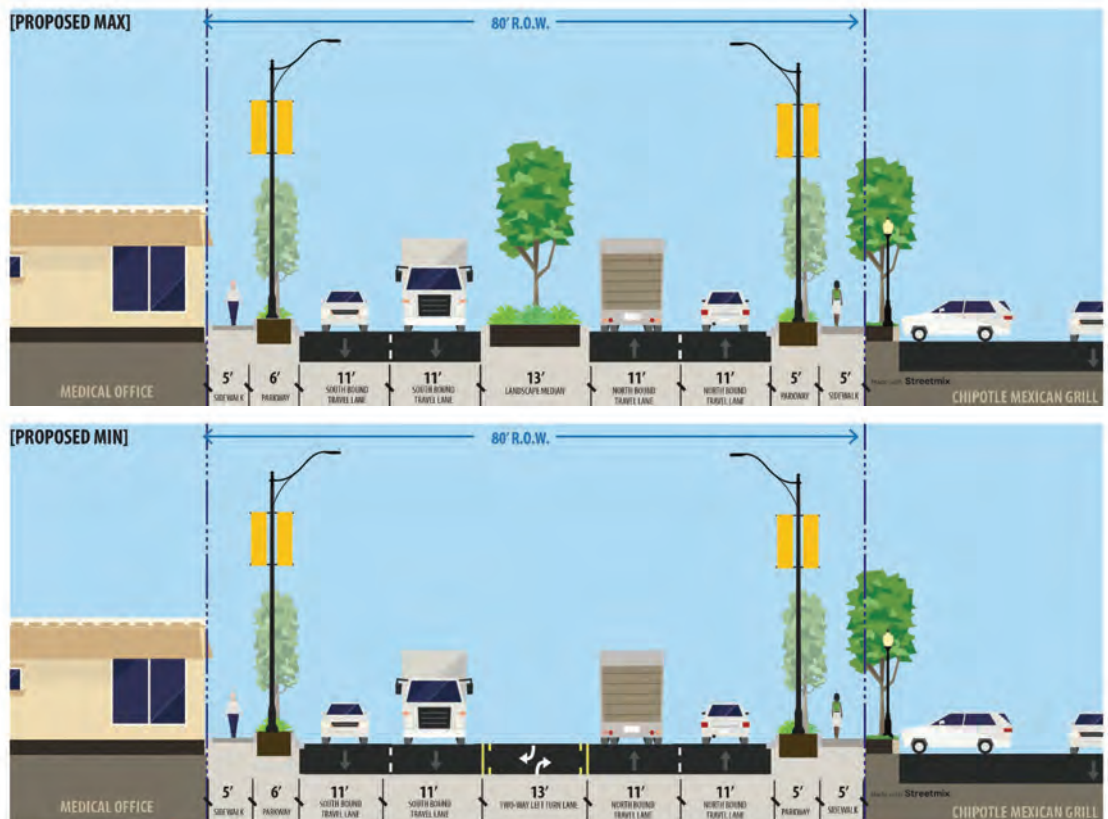 [PROPOSED MAX]
80' R.O.W.
MEDICAL OFFICE
5'
SIDEWALK
6'
PARKWAY
11'
SOUTH BOUND
TRAVEL LANE
11'
SOUTH BOUND
TRAVEL LANE
13'
LANDSCAPE MEDIAN
11'
NORTH BOUND
TRAVEL LANE
11'
NORTH BOUND
TRAVEL LANE
5'
PARKWAY
5'
SIDEWALK
Made with Streetmix
CHIPOTLE MEXICAN GRILL
[PROPOSED MIN]
80' R.O.W.
MEDICAL OFFICE
5'
SIDEWALK
6'
PARKWAY
11'
SOUTH BOUND
TRAVEL LANE
11'
SOUTH BOUND
TRAVEL LANE
13'
TWO-WAY LEFT TURN LANE
11'
NORTH BOUND
TRAVEL LANE
11'
NORTH BOUND
TRAVEL LANE
5'
PARKWAY
5'
SIDEWALK
Made with Streetmix
CHIPOTLE MEXICAN GRILL